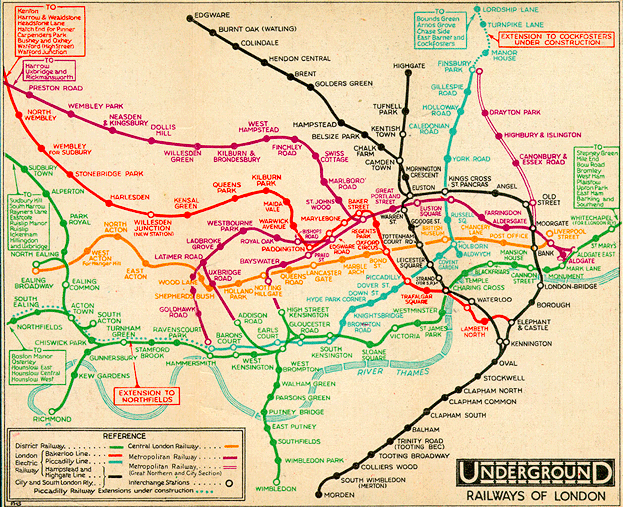 TO
Kenton
Harrow & Wealdstone
Headstone Lane
Hatch End for Pinner
Carpenders Park
Bushey and Oxhey
Watford (High Street)
Watford Junction
TO
Harrow
Uxbridge and
Rickmansworth
EDGWARE
BURNT OAK (WATLING)
COLINDALE
HENDON CENTRAL
BRENT
GOLDERS GREEN
HAMPSTEAD
BELSIZE PARK
CHALK FARM
CAMDEN TOWN
HIGHGATE
TUFNELL PARK
KENTISH TOWN
MORNINGTON CRESCENT
EUSTON
TO
Bounds Green
Arnos Grove
Chase Side
East Barnet and
Cockfosters
LORDSHIP LANE
TURNPIKE LANE
EXTENSION TO COCKFOSTERS
UNDER CONSTRUCTION
MANOR HOUSE
FINSBURY PARK
GILLESPIE ROAD
HOLLOWAY ROAD
CALEDONIAN ROAD
YORK ROAD
KINGS CROSS
ST. PANCRAS
DRAYTON PARK
HIGHBURY & ISLINGTON
CANONBURY & ESSEX ROAD
ANGEL
OLD STREET
MOORGATE
LIVERPOOL STREET
TO
Stepney Green
Mile End
Bow Road
Bromley
West Ham
Plaistow
Upton Park
East Ham
Barking, and
Southend
WHITECHAPEL
ST MARYS
ALDGATE EAST
ALDGATE
MARK LANE
MONUMENT
CANNON STREET
MANSION HOUSE
BLACKFRIARS
TEMPLE
CHARING CROSS
WESTMINSTER
ST. JAMES PARK
VICTORIA
SLOANE SQUARE
SOUTH KENSINGTON
GLOUCESTER ROAD
HIGH STREET KENSINGTON
EARLS COURT
PRESTON ROAD
WEMBLEY PARK
NEASDEN & KINGSBURY
DOLLIS HILL
WILLESDEN GREEN
KILBURN & BRONDESBURY
WEST HAMPSTEAD
FINCHLEY ROAD
SWISS COTTAGE
MARLBORO' ROAD
ST. JOHNS WOOD
BAKER STREET
GREAT PORTLAND STREET
EUSTON SQUARE
FARRINGDON
ALDERSGATE
NORTH WEMBLEY
WEMBLEY FOR SUDBURY
STONEBRIDGE PARK
HARLESDEN
WILLESDEN JUNCTION
(NEW STATION)
KENSAL GREEN
QUEENS PARK
KILBURN PARK
MAIDA VALE
WARWICK AVENUE
PADDINGTON
EDGWARE ROAD
MARYLEBONE
REGENTS PARK
OXFORD CIRCUS
TRAFALGAR SQUARE
WATERLOO
LAMBETH NORTH
ELEPHANT & CASTLE
SUDBURY TOWN
ALPERTON
PARK ROYAL
TO
Sudbury Hill
South Harrow
Rayners Lane
Eastcote
Ruislip Manor
Ruislip
Ickenham
Hillingdon
and Uxbridge
NORTH EALING
EALING BROADWAY
EALING COMMON
WEST ACTON
NORTH ACTON
EAST ACTON
WOOD LANE
SHEPHERDS BUSH
HOLLAND PARK
NOTTING HILL GATE
QUEENS ROAD
LANCASTER GATE
MARBLE ARCH
BOND ST.
TOTTENHAM COURT RD
BRITISH MUSEUM
CHANCERY LANE
POST OFFICE
WESTBOURNE PARK
ROYAL OAK
LADBROKE GROVE
LATIMER ROAD
UXBRIDGE ROAD
GOLDHAWK ROAD
BAYSWATER
PRAED ST
BISHOPS ROAD
ADDISON ROAD
WARREN ST
GOODGE ST.
LEICESTER SQUARE
RUSSELL SQ
HOLBORN
ALDWYCH
COVENT GARDEN
PICCADILLY
DOVER ST.
DOWN ST.
HYDE PARK CORNER
KNIGHTSBRIDGE
BROMPTON ROAD
SOUTH EALING
ACTON TOWN
NORTHFIELDS
SOUTH ACTON
CHISWICK PARK
TURNHAM GREEN
GUNNERSBURY
KEW GARDENS
RICHMOND
STAMFORD BROOK
RAVENSCOURT PARK
HAMMERSMITH
BARONS COURT
WEST KENSINGTON
TO
Boston Manor
Osterley
Hounslow East
Hounslow Central
Hounslow West
EXTENSION TO
NORTHFIELDS
WEST BROMPTON
WALHAM GREEN
PARSONS GREEN
PUTNEY BRIDGE
EAST PUTNEY
SOUTHFIELDS
WIMBLEDON PARK
WIMBLEDON
RIVER THAMES
LONDON BRIDGE
BOROUGH
KENNINGTON
OVAL
STOCKWELL
CLAPHAM NORTH
CLAPHAM COMMON
CLAPHAM SOUTH
BALHAM
TRINITY ROAD
(TOOTING BEC)
TOOTING BROADWAY
COLLIERS WOOD
SOUTH WIMBLEDON
(MERTON)
MORDEN
REFERENCE
District Railway
London Electric Railway
Bakerloo Line
Piccadilly Line
Hampstead and Highgate Line
City and South London Rly
Central London Railway
Metropolitan Railway
Metropolitan Railway
(Great Northern and City Section)
Interchange Stations
Piccadilly Railway Extensions under construction
UNDERGROUND
RAILWAYS OF LONDON